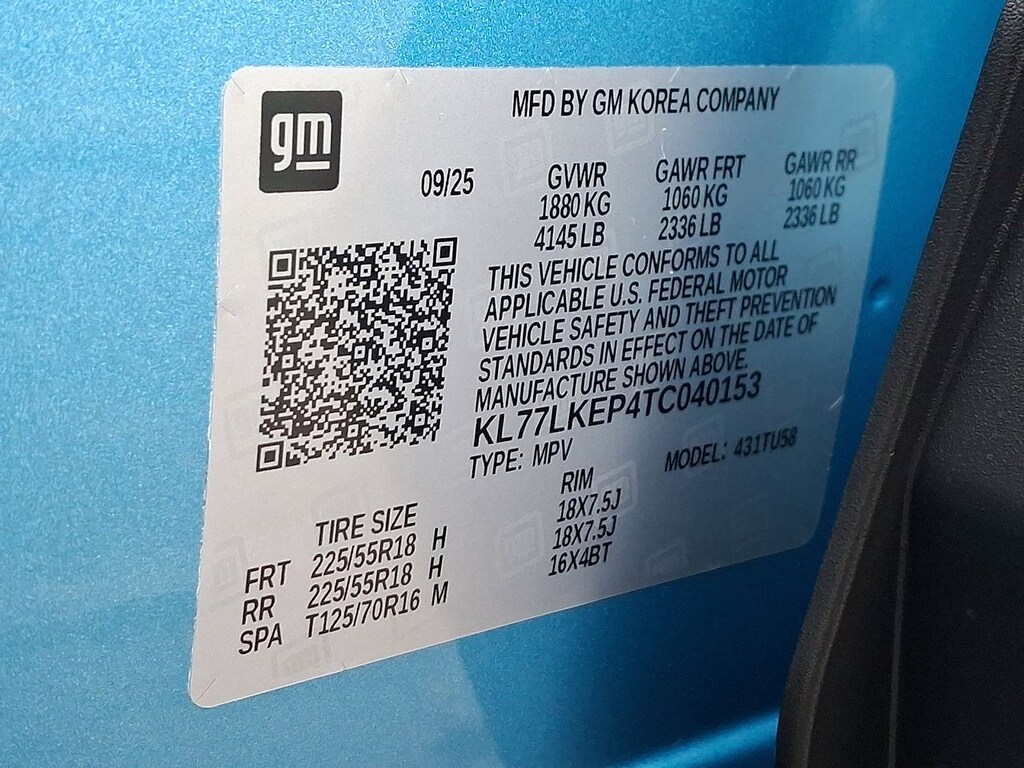 gm
MFD BY GM KOREA COMPANY
09/25 GVWR GAWR FRT GAWR RR
1880 KG 1060 KG 1060 KG
4145 LB 2336 LB 2336 LB
THIS VEHICLE CONFORMS TO ALL
APPLICABLE U.S. FEDERAL MOTOR
VEHICLE SAFETY AND THEFT PREVENTION
STANDARDS IN EFFECT ON THE DATE OF
MANUFACTURE SHOWN ABOVE.
KL77LKEP4TC040153
TYPE: MPV MODEL: 431TU58
TIRE SIZE RIM
FRT 225/55R18 H 18X7.5J
RR 225/55R18 H 18X7.5J
SPA T125/70R16 M 16X4BT